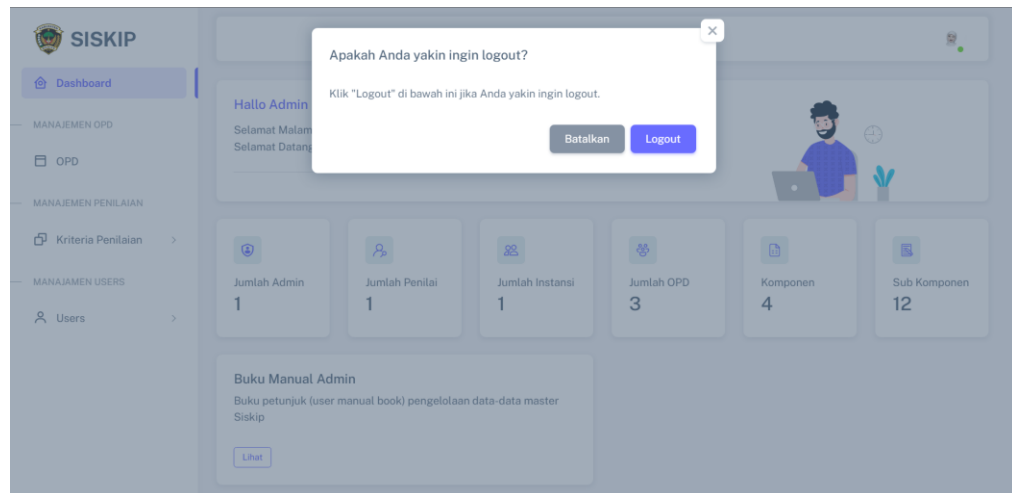 SISKIP
Dashboard
MANAJEMEN OPD
OPD
MANAJEMEN PENILAIAN
Kriteria Penilaian
MANAJAMEN USERS
Users
Apakah Anda yakin ingin logout?
Klik "Logout" di bawah ini jika Anda yakin ingin logout.
Batalkan
Logout
Hallo Admin
Selamat Malam
Selamat Datang
Jumlah Admin
1
Jumlah Penilai
1
Jumlah Instansi
1
Jumlah OPD
3
Komponen
4
Sub Komponen
12
Buku Manual Admin
Buku petunjuk (user manual book) pengelolaan data-data master
Siskip
Lihat